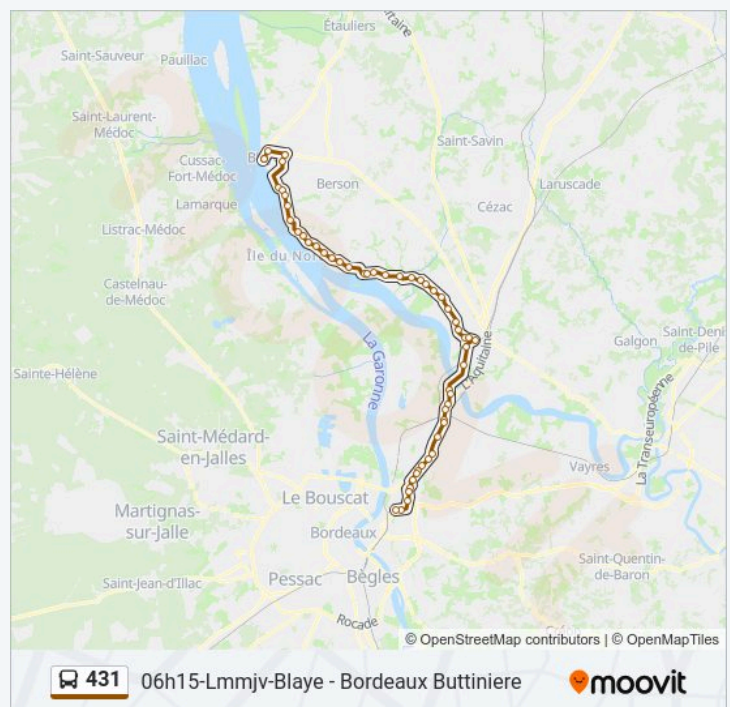 Étauliers
Saint-Sauveur
Pauillac
Saint-Laurent-
Médoc
Saint-Savin
Cussac-
Fort-Médoc
Berson
Laruscade
Lamarque
Cézac
Listrac-Médoc
Île du No
Castelnau-
de-Médoc
L'Aquitaine
Galgon
Saint-Deni
de-Pile
La Garonne
Sainte-Hélène
La Transeuropéenne
Saint-Médard-
en-Jalles
Vayres
Le Bouscat
Martignas-
sur-Jalle
Bordeaux
Saint-Jean-d'Illac
Pessac
Bègles
Saint-Quentin-
de-Baron
Rocade
© OpenStreetMap contributors | © OpenMapTiles
431 06h15-Lmmjv-Blaye - Bordeaux Buttiniere moovit